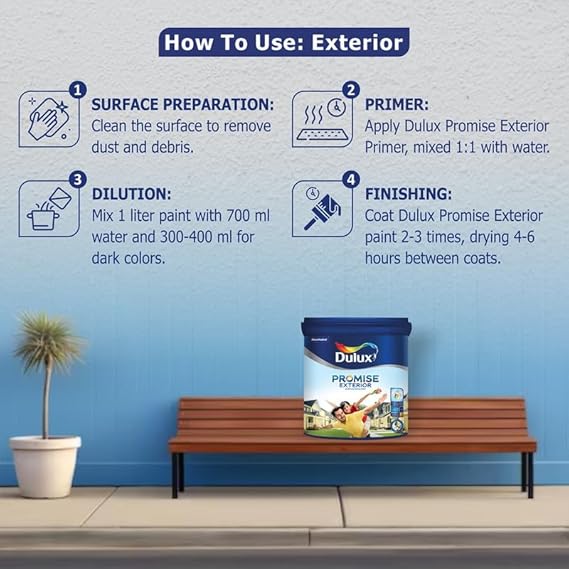 How To Use: Exterior
1
SURFACE PREPARATION:
Clean the surface to remove
dust and debris.
2
PRIMER:
Apply Dulux Promise Exterior
Primer, mixed 1:1 with water.
3
DILUTION:
Mix 1 liter paint with 700 ml
water and 300-400 ml for
dark colors.
4
FINISHING:
Coat Dulux Promise Exterior
paint 2-3 times, drying 4-6
hours between coats.
AkzoNobel
Dulux
PROMISE
EXTERIOR